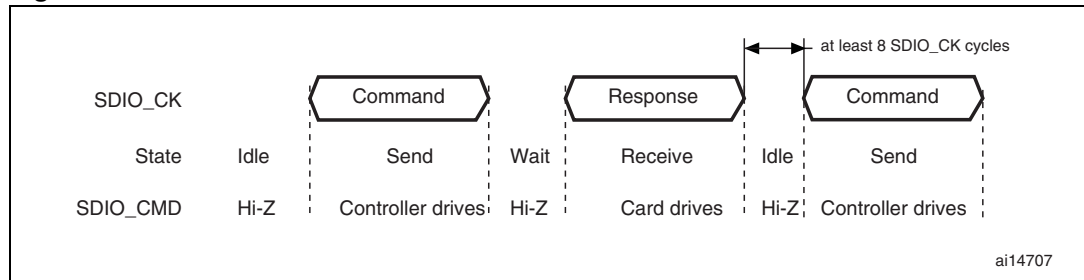 at least 8 SDIO_CK cycles
SDIO_CK Command Response Command
State Idle Send Wait Receive Idle Send
SDIO_CMD Hi-Z Controller drives Hi-Z Card drives Hi-Z Controller drives
ai14707